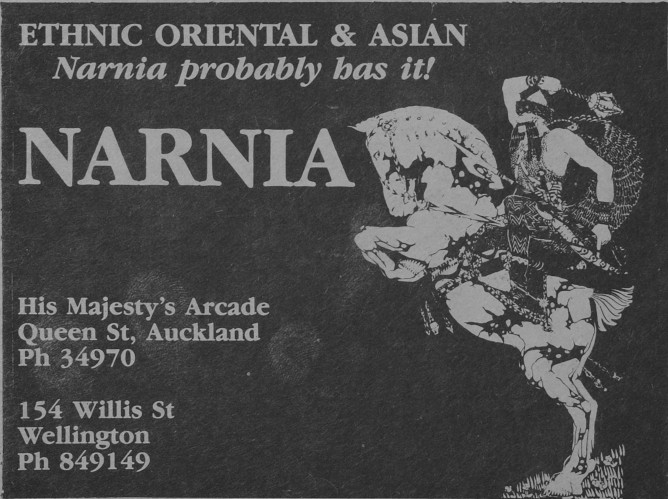 ETHNIC ORIENTAL & ASIAN
Narnia probably has it!
NARNIA
His Majesty's Arcade
Queen St, Auckland
Ph 34970
154 Willis St
Wellington
Ph 849149